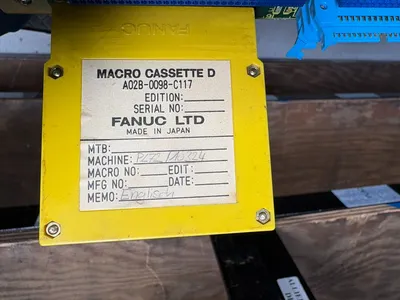 FANUC
MACRO CASSETTE D
A02B-0098-C117
EDITION:
SERIAL NO:
FANUC LTD
MADE IN JAPAN
MTB:
MACHINE:
MACRO NO: EDIT:
MFG NO: DATE:
MEMO: English